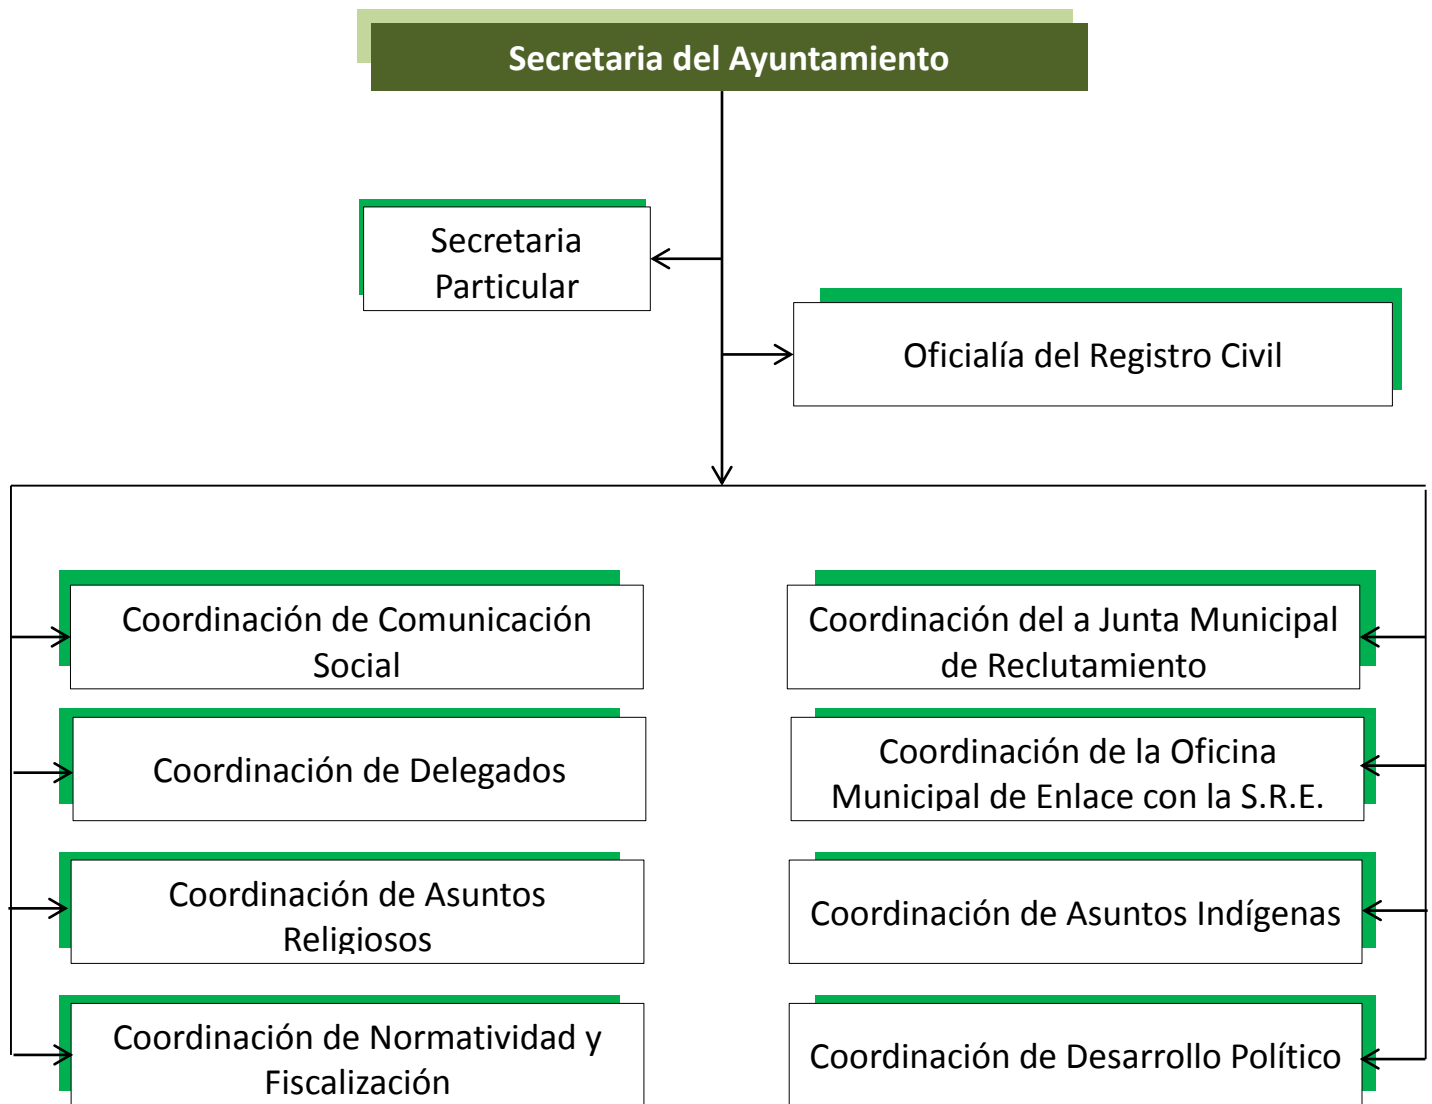 Secretaria del Ayuntamiento
Secretaria
Particular
Oficialía del Registro Civil
Coordinación de Comunicación
Social
Coordinación del a Junta Municipal
de Reclutamiento
Coordinación de Delegados
Coordinación de la Oficina
Municipal de Enlace con la S.R.E.
Coordinación de Asuntos
Religiosos
Coordinación de Asuntos Indígenas
Coordinación de Normatividad y
Fiscalización
Coordinación de Desarrollo Político